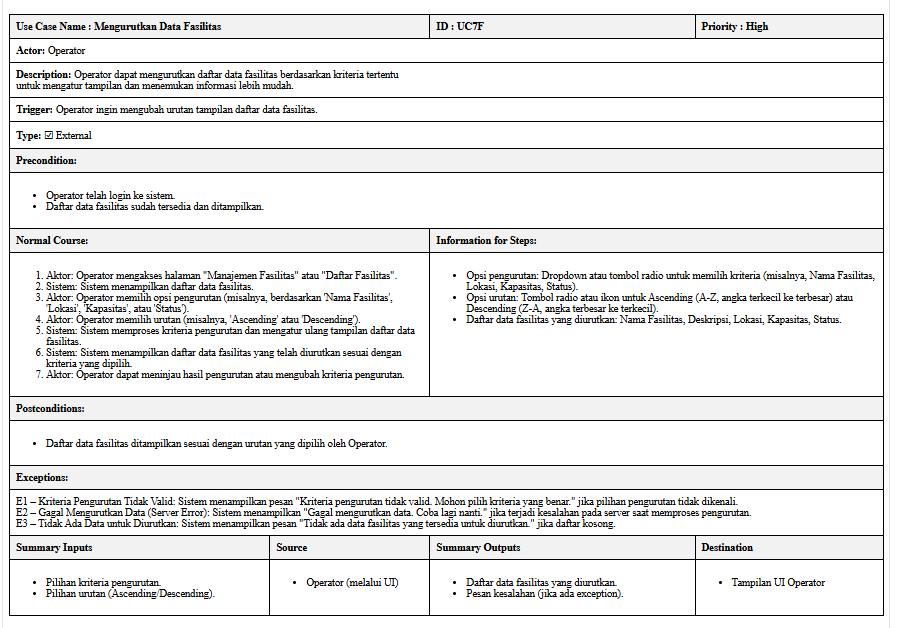 Use Case Name : Mengurutkan Data Fasilitas
ID : UC7F
Priority : High
Actor: Operator
Description: Operator dapat mengurutkan daftar data fasilitas berdasarkan kriteria tertentu
untuk mengatur tampilan dan menemukan informasi lebih mudah.
Trigger: Operator ingin mengubah urutan tampilan daftar data fasilitas.
Type: ☑ External
Precondition:
• Operator telah login ke sistem.
• Daftar data fasilitas sudah tersedia dan ditampilkan.
Normal Course:
1. Aktor: Operator mengakses halaman "Manajemen Fasilitas" atau "Daftar Fasilitas".
2. Sistem: Sistem menampilkan daftar data fasilitas.
3. Aktor: Operator memilih opsi pengurutan (misalnya, berdasarkan 'Nama Fasilitas',
'Lokasi', 'Kapasitas', atau 'Status').
4. Aktor: Operator memilih urutan (misalnya, 'Ascending' atau 'Descending').
5. Sistem: Sistem memproses kriteria pengurutan dan mengatur ulang tampilan daftar data
fasilitas.
6. Sistem: Sistem menampilkan daftar data fasilitas yang telah diurutkan sesuai dengan
kriteria yang dipilih.
7. Aktor: Operator dapat meninjau hasil pengurutan atau mengubah kriteria pengurutan.
Information for Steps:
• Opsi pengurutan: Dropdown atau tombol radio untuk memilih kriteria (misalnya, Nama Fasilitas,
Lokasi, Kapasitas, Status).
• Opsi urutan: Tombol radio atau ikon untuk Ascending (A-Z, angka terkecil ke terbesar) atau
Descending (Z-A, angka terbesar ke terkecil).
• Daftar data fasilitas yang diurutkan: Nama Fasilitas, Deskripsi, Lokasi, Kapasitas, Status.
Postconditions:
• Daftar data fasilitas ditampilkan sesuai dengan urutan yang dipilih oleh Operator.
Exceptions:
E1 – Kriteria Pengurutan Tidak Valid: Sistem menampilkan pesan "Kriteria pengurutan tidak valid. Mohon pilih kriteria yang benar." jika pilihan pengurutan tidak dikenali.
E2 – Gagal Mengurutkan Data (Server Error): Sistem menampilkan "Gagal mengurutkan data. Coba lagi nanti." jika terjadi kesalahan pada server saat memproses pengurutan.
E3 – Tidak Ada Data untuk Diurutkan: Sistem menampilkan pesan "Tidak ada data fasilitas yang tersedia untuk diurutkan." jika daftar kosong.
Summary Inputs
Source
Summary Outputs
Destination
• Pilihan kriteria pengurutan.
• Pilihan urutan (Ascending/Descending).
• Operator (melalui UI)
• Daftar data fasilitas yang diurutkan.
• Pesan kesalahan (jika ada exception).
• Tampilan UI Operator